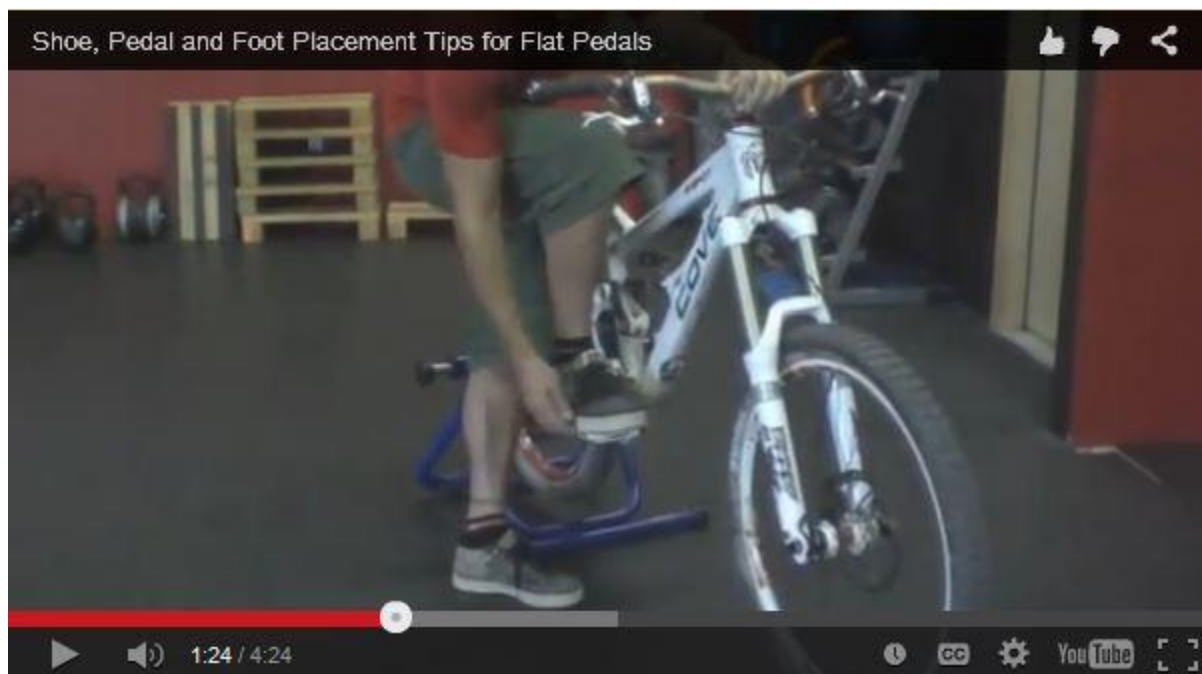 Shoe, Pedal and Foot Placement Tips for Flat Pedals
COVE
1:24 / 4:24
CC
YouTube